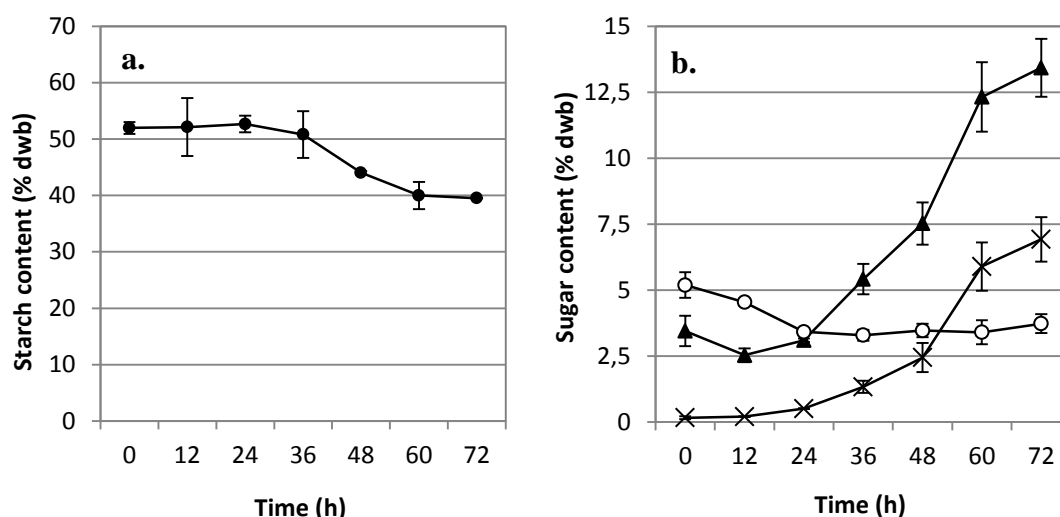 a.
Starch content (% dwb)
70
60
50
40
30
20
10
0
0 12 24 36 48 60 72
Time (h)
b.
Sugar content (% dwb)
15
12,5
10
7,5
5
2,5
0
0 12 24 36 48 60 72
Time (h)